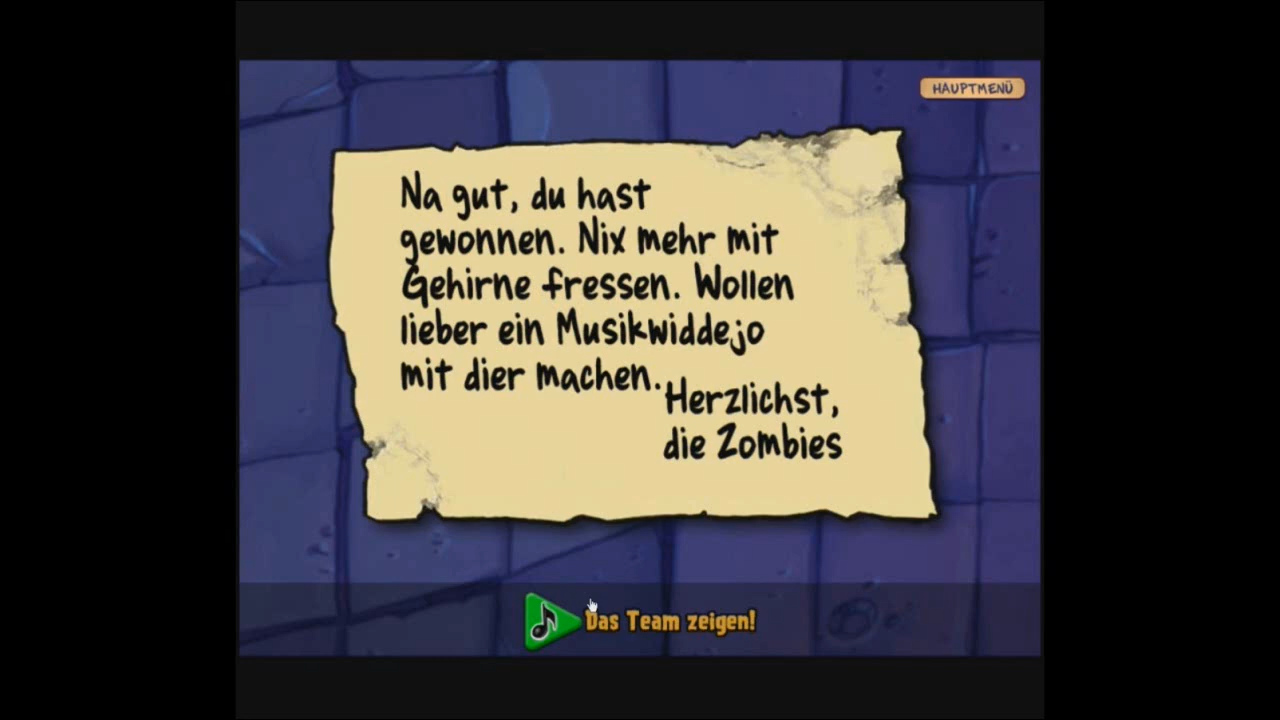 HAUPTMENÜ
Na gut, du hast
gewonnen. Nix mehr mit
Gehirne fressen. Wollen
lieber ein Musikwiddejo
mit dier machen.
Herzlichst,
die Zombies
Das Team zeigen!